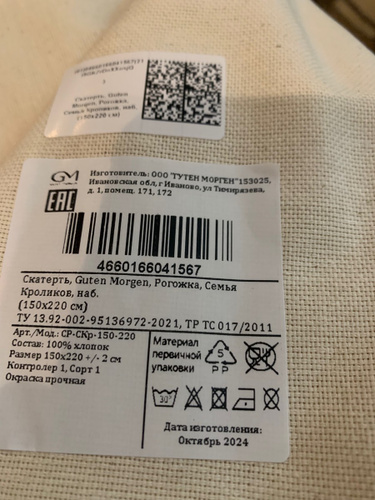 Скатерть, Guten
Morgen, Рогожка,
Семья Кроликов, наб.
(150х220 см)
GM
Изготовитель: ООО "ГУТЕН МОРГЕН" 153025,
Ивановская обл, г Иваново, ул Тимирязева,
д. 1, помещ. 171, 172
EAC
4660166041567
Скатерть, Guten Morgen, Рогожка, Семья
Кроликов, наб.
(150х220 см)
ТУ 13.92-002-95136972-2021, ТР ТС 017/2011
Арт./Мод.: СР-СКр-150-220
Состав: 100% хлопок
Размер 150х220 +/- 2 см
Контролер 1, Сорт 1
Окраска прочная
Материал
первичной
упаковки
5
PP
30°
Дата изготовления:
Октябрь 2024